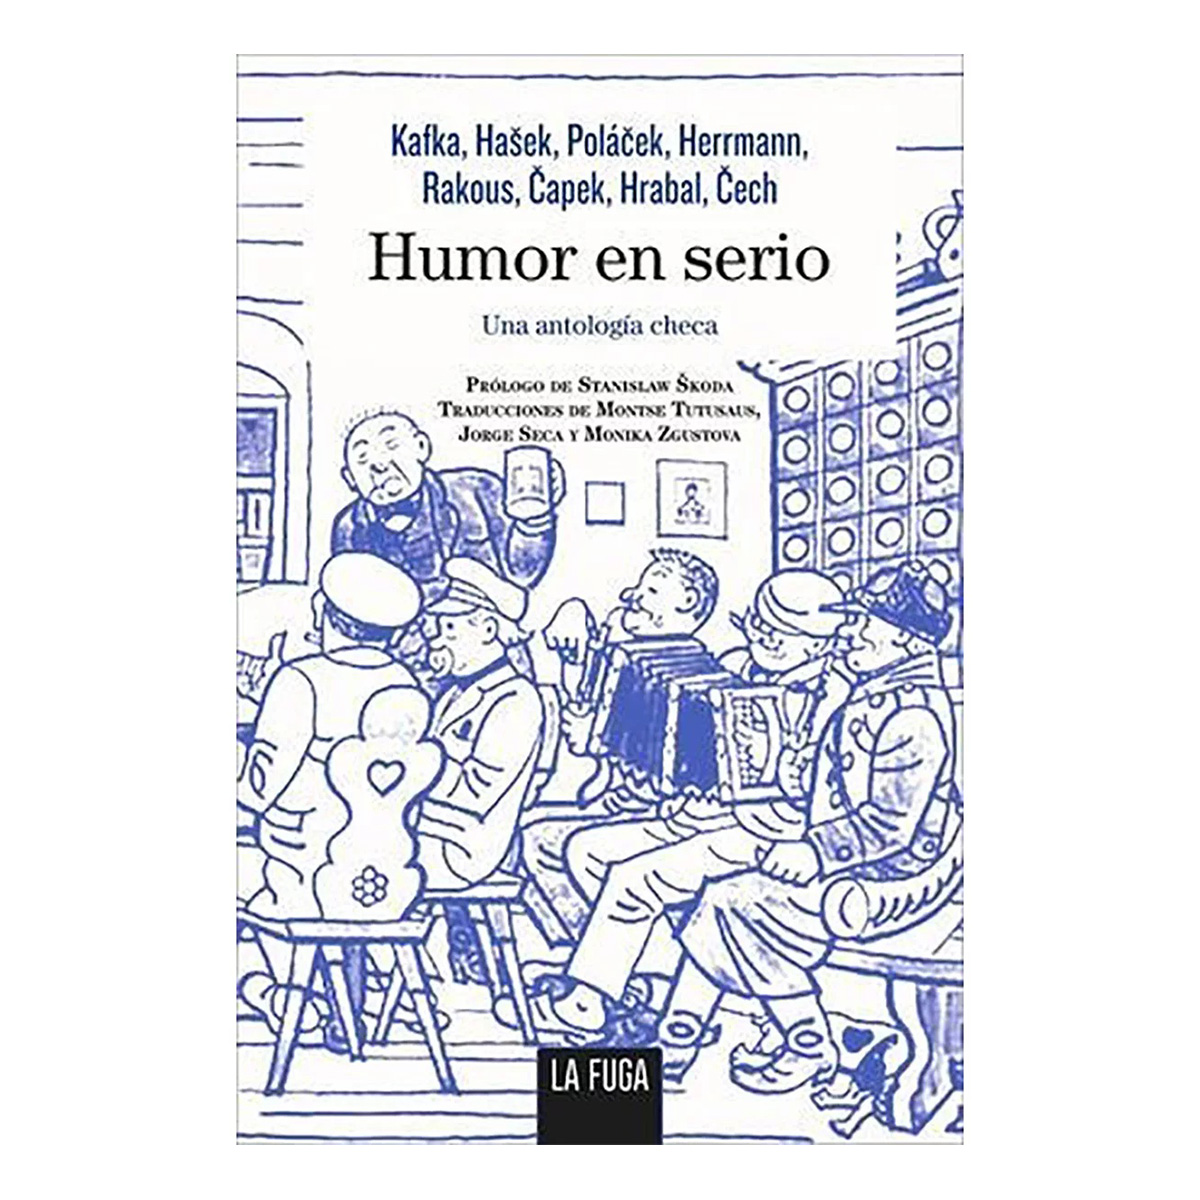 Kafka, Hašek, Poláček, Herrmann,
Rakous, Čapek, Hrabal, Čech
Humor en serio
Una antología checa
Prólogo de Stanislaw Škoda
Traducciones de Montse Tutusaus,
Jorge Seca y Monika Zgustova
LA FUGA